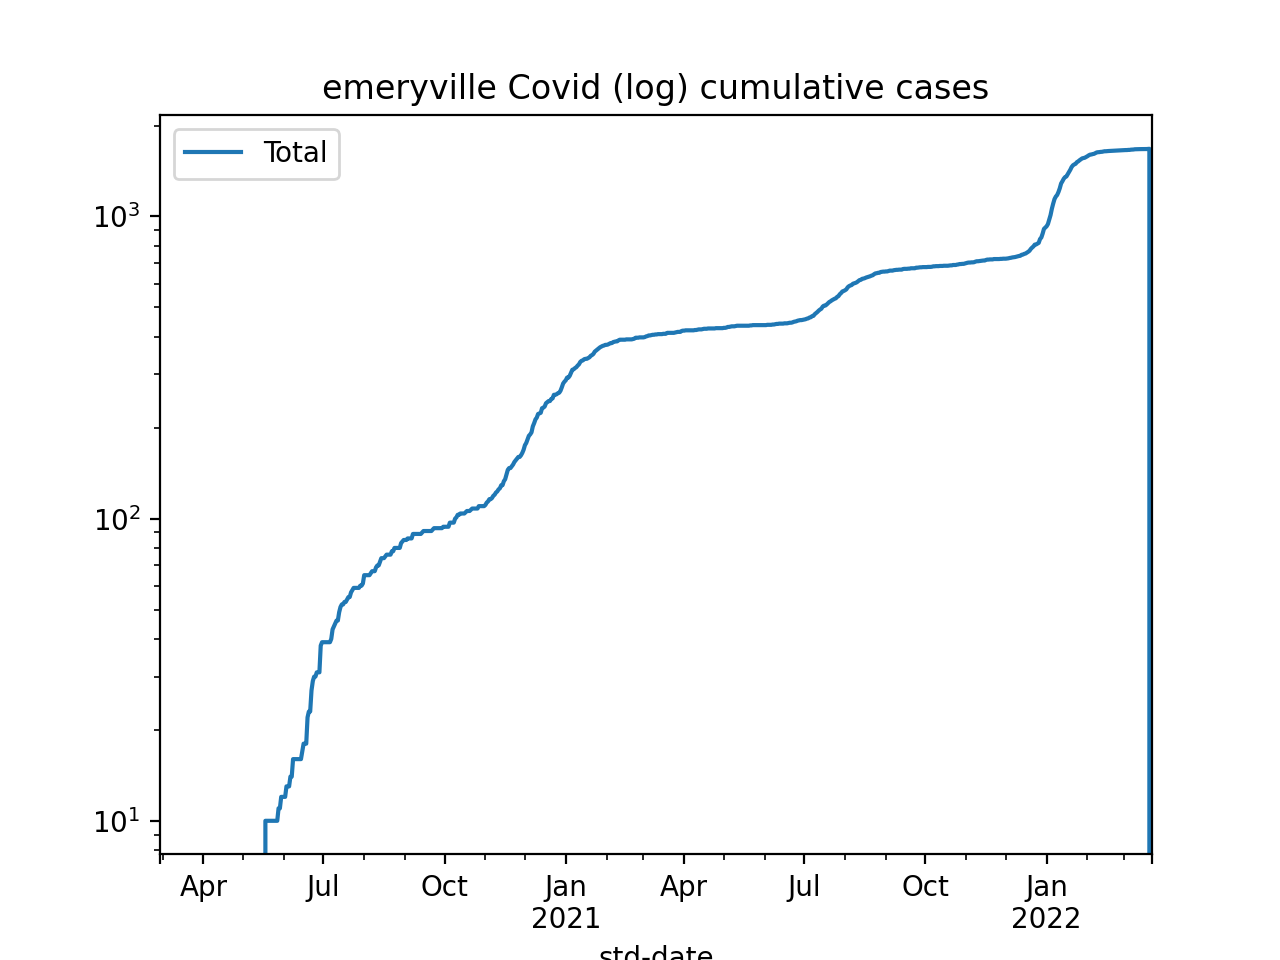 emeryville Covid (log) cumulative cases
Total
10³
10²
10¹
Apr Jul Oct Jan Apr Jul Oct Jan
2021 2022
std-date